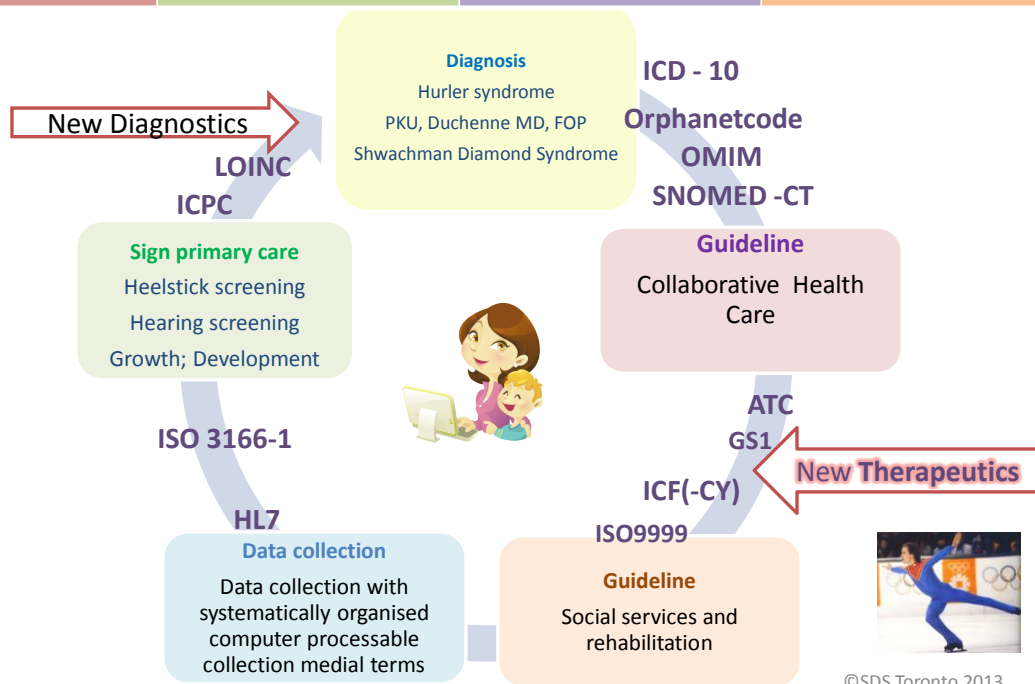 Diagnosis
Hurler syndrome
PKU, Duchenne MD, FOP
Shwachman Diamond Syndrome
ICD - 10
Orphanetcode
OMIM
SNOMED -CT
New Diagnostics
LOINC
ICPC
Sign primary care
Heelstick screening
Hearing screening
Growth; Development
Guideline
Collaborative Health
Care
ATC
GS1
New Therapeutics
ICF(-CY)
ISO9999
ISO 3166-1
HL7
Data collection
Data collection with
systematically organised
computer processable
collection medial terms
Guideline
Social services and
rehabilitation
©SDS Toronto 2013